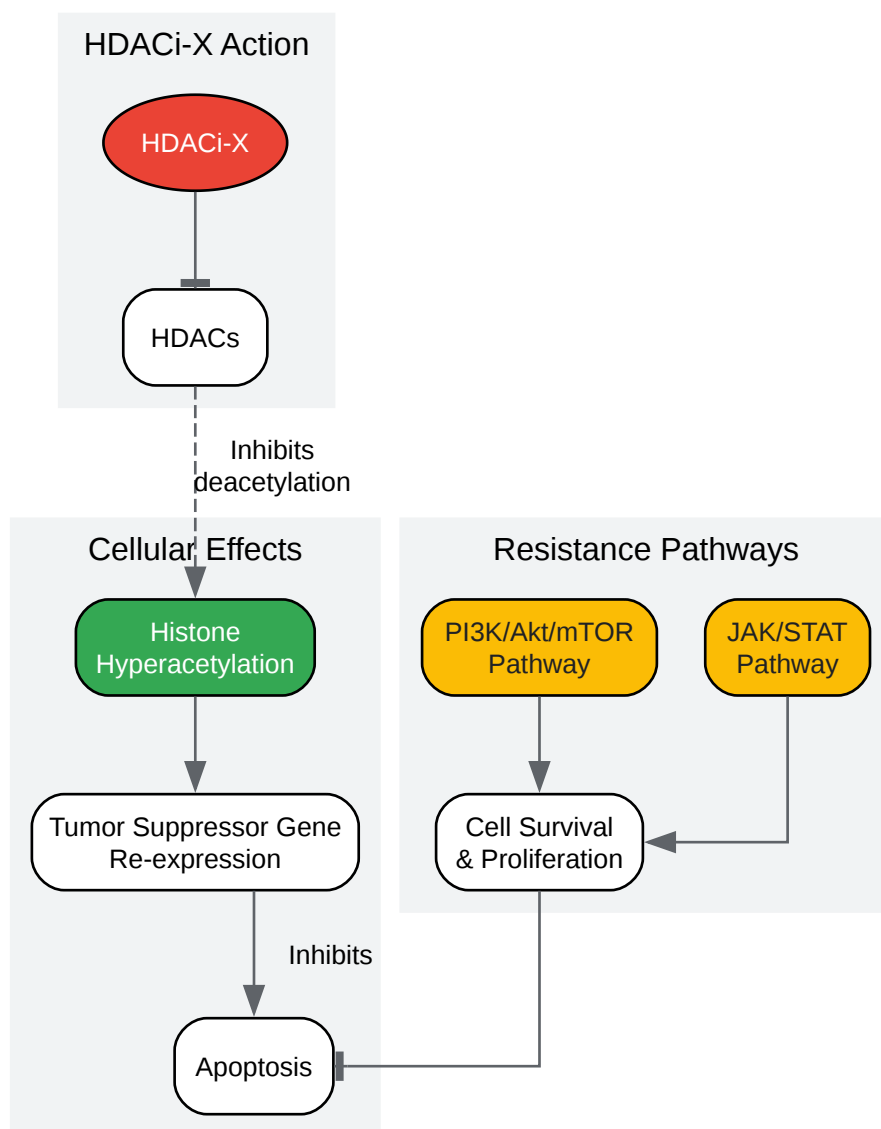 HDACi-X Action
HDACi-X
HDACs
Inhibits
deacetylation
Cellular Effects
Histone
Hyperacetylation
Tumor Suppressor Gene
Re-expression
Inhibits
Apoptosis
Resistance Pathways
PI3K/Akt/mTOR
Pathway
JAK/STAT
Pathway
Cell Survival
& Proliferation